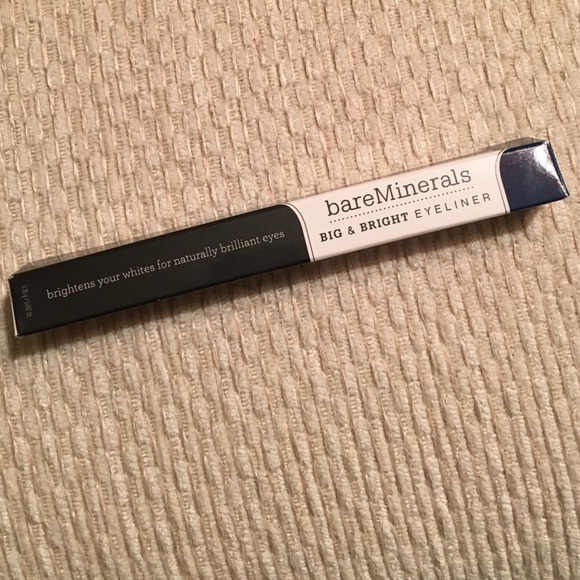 bareMinerals
BIG & BRIGHT EYELINER
brightens your whites for naturally brilliant eyes